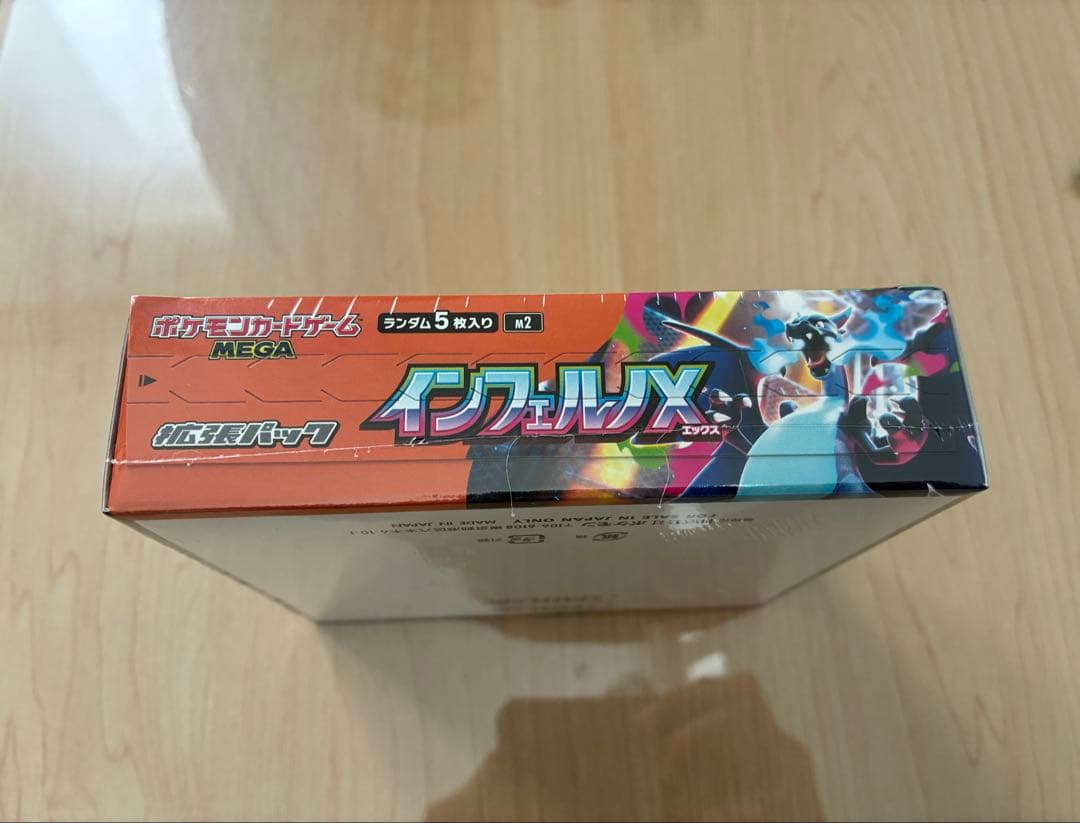 ポケモンカードゲーム
MEGA
ランダム5枚入り
M2
インフェルノX
エックス
拡張パック
FOR SALE IN JAPAN ONLY MADE IN JAPAN